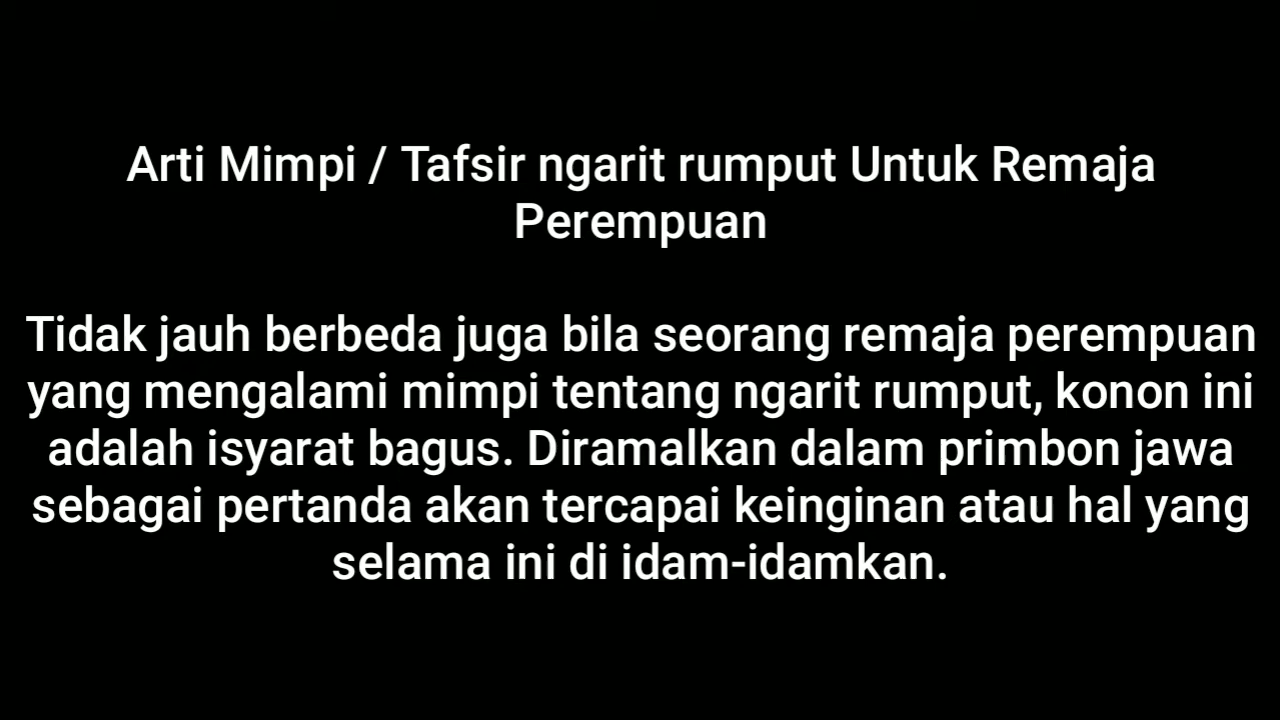 Arti Mimpi / Tafsir ngarit rumput Untuk Remaja
Perempuan
Tidak jauh berbeda juga bila seorang remaja perempuan
yang mengalami mimpi tentang ngarit rumput, konon ini
adalah isyarat bagus. Diramalkan dalam primbon jawa
sebagai pertanda akan tercapai keinginan atau hal yang
selama ini di idam-idamkan.